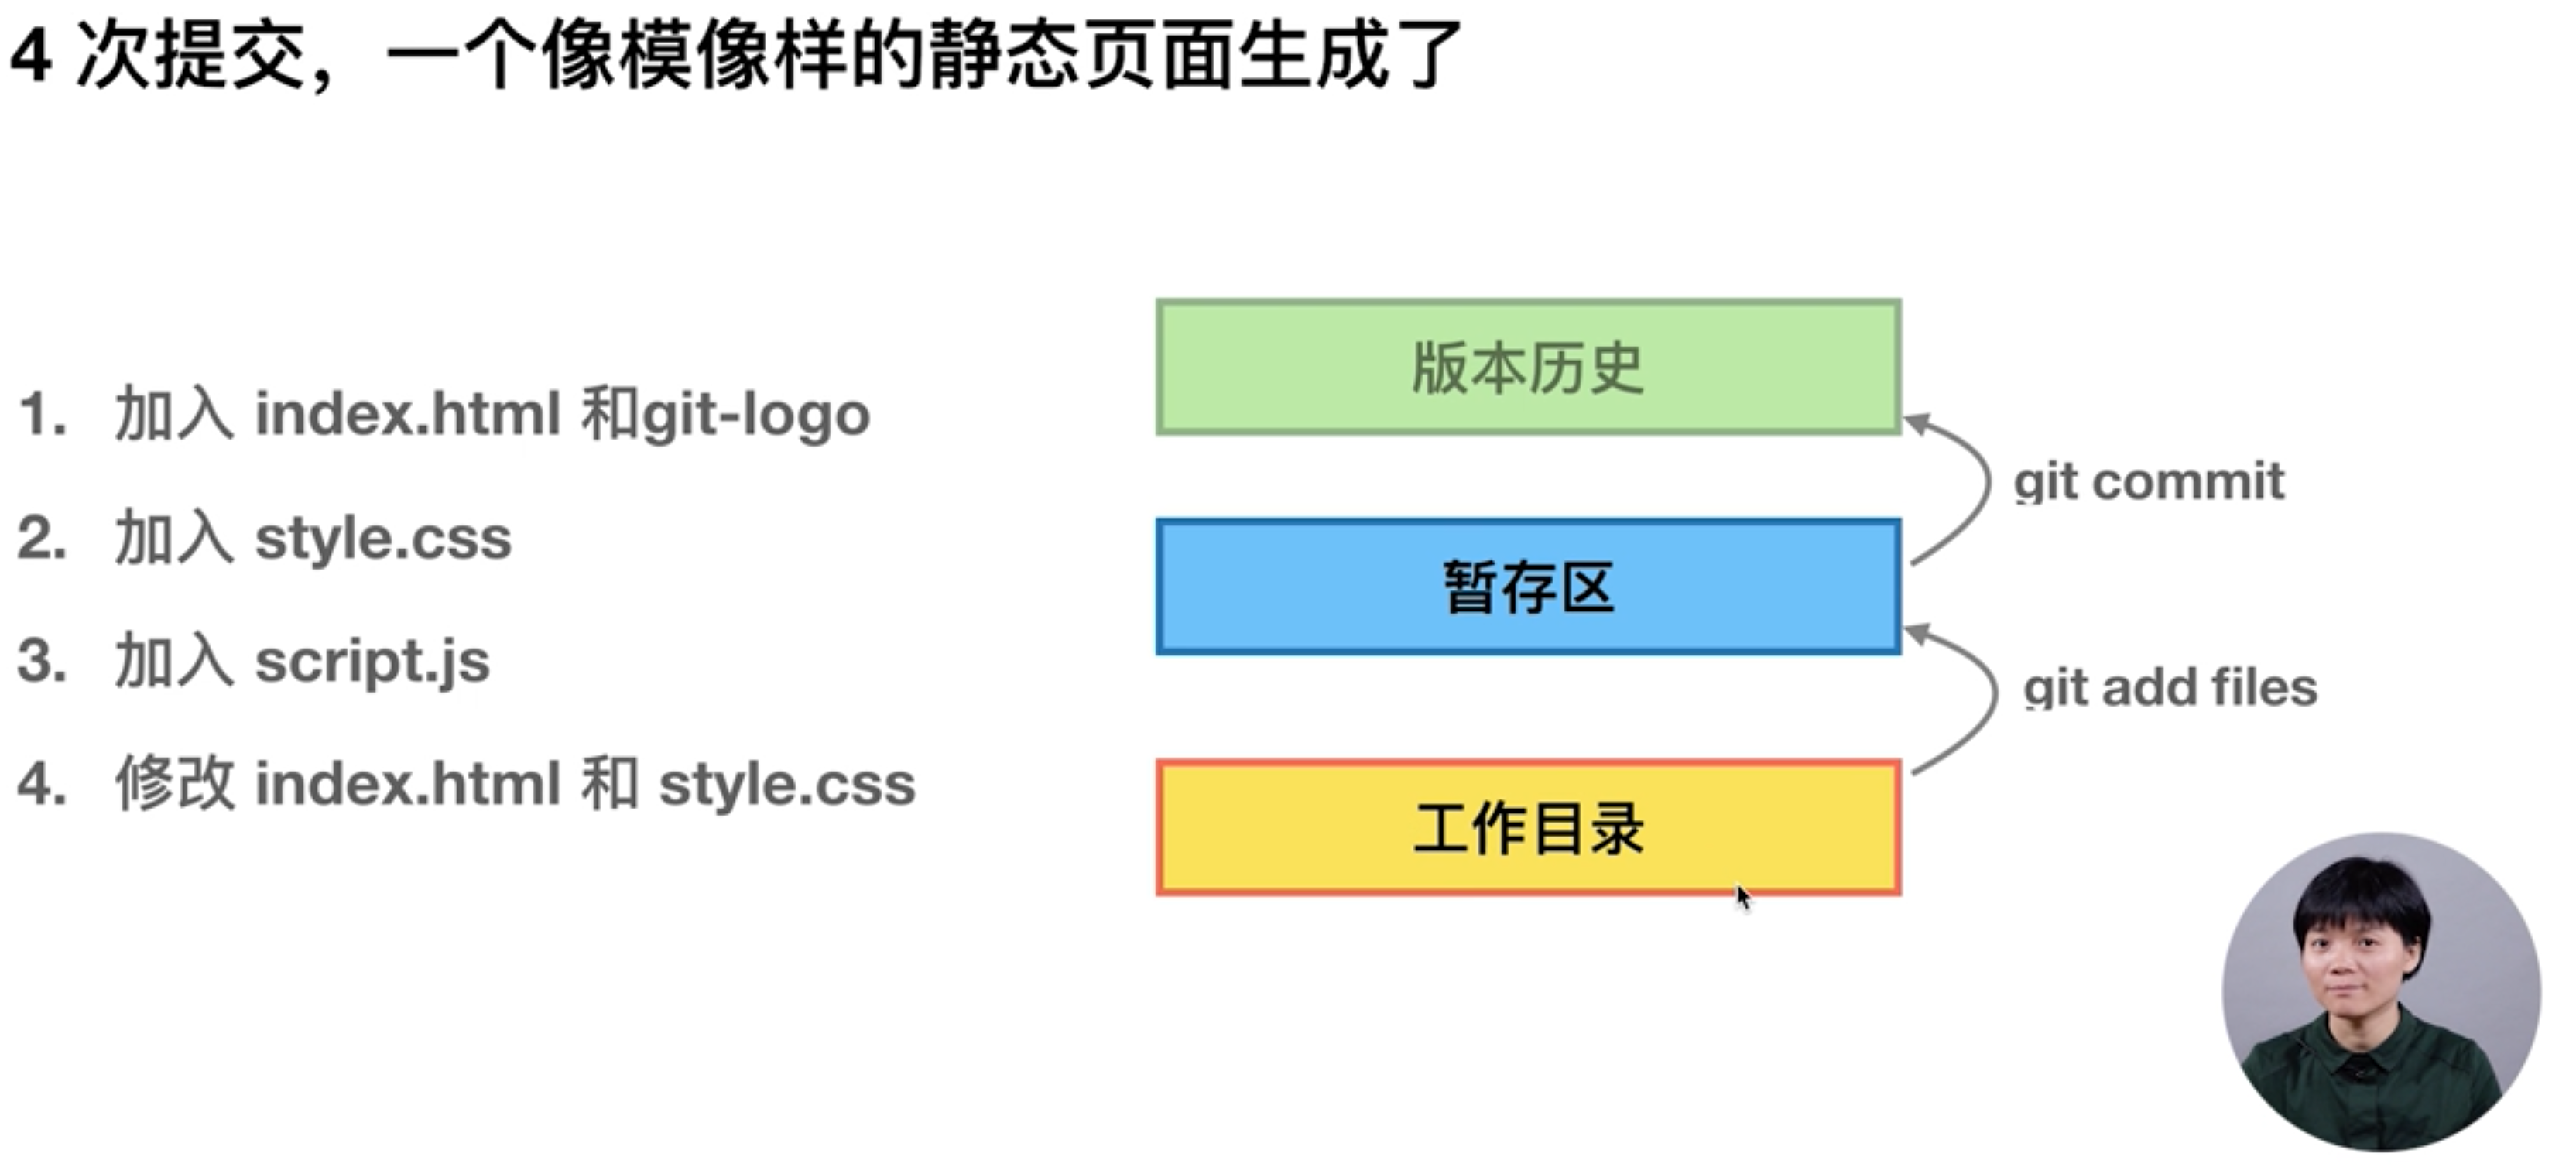 4 次提交，一个像模像样的静态页面生成了
1. 加入 index.html 和git-logo
2. 加入 style.css
3. 加入 script.js
4. 修改 index.html 和 style.css
版本历史
git commit
暂存区
git add files
工作目录